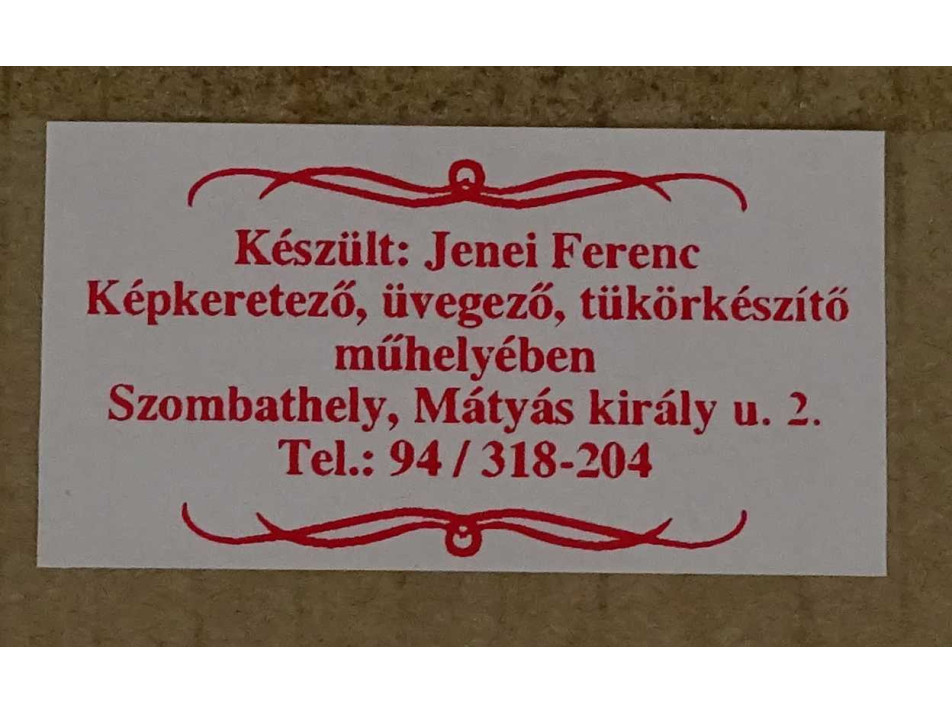 Készült: Jenei Ferenc
Képkeretező, üvegező, tükörkészítő
műhelyében
Szombathely, Mátyás király u. 2.
Tel.: 94 / 318-204